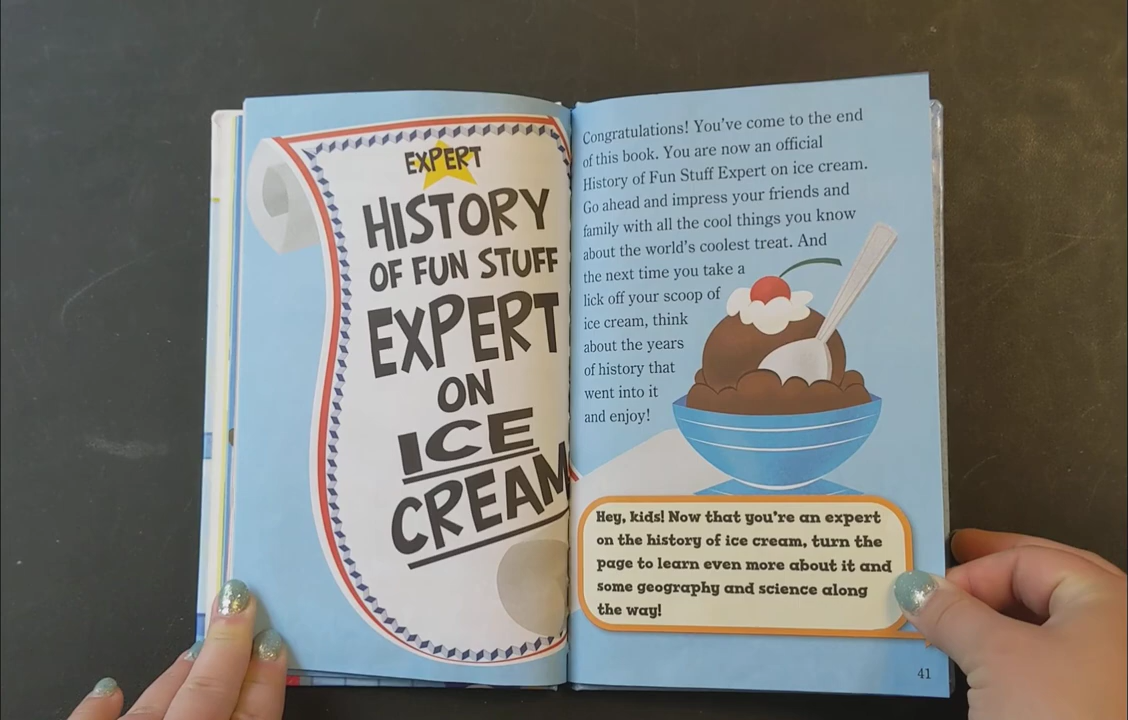 EXPERT
HISTORY
OF FUN STUFF
EXPERT
ON
ICE
CREAM
Congratulations! You've come to the end
of this book. You are now an official
History of Fun Stuff Expert on ice cream.
Go ahead and impress your friends and
family with all the cool things you know
about the world's coolest treat. And
the next time you take a
lick off your scoop of
ice cream, think
about the years
of history that
went into it
and enjoy!
Hey, kids! Now that you're an expert
on the history of ice cream, turn the
page to learn even more about it and
some geography and science along
the way!
41